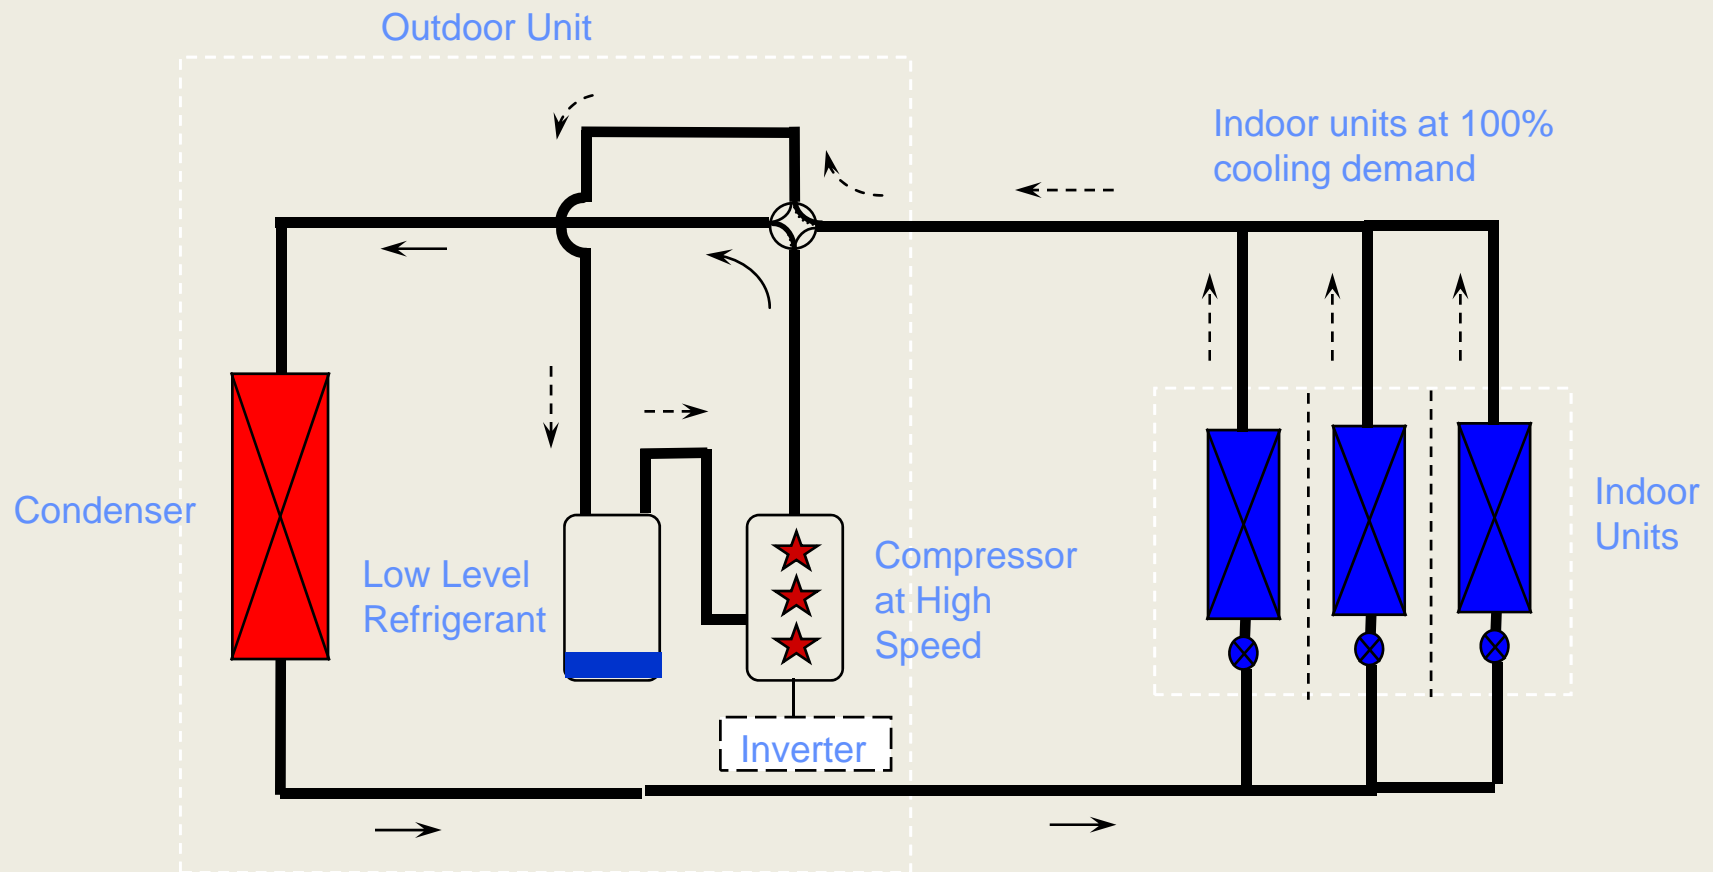 Outdoor Unit
Indoor units at 100%
cooling demand
Condenser
Low Level
Refrigerant
Compressor
at High
Speed
Indoor
Units
Inverter